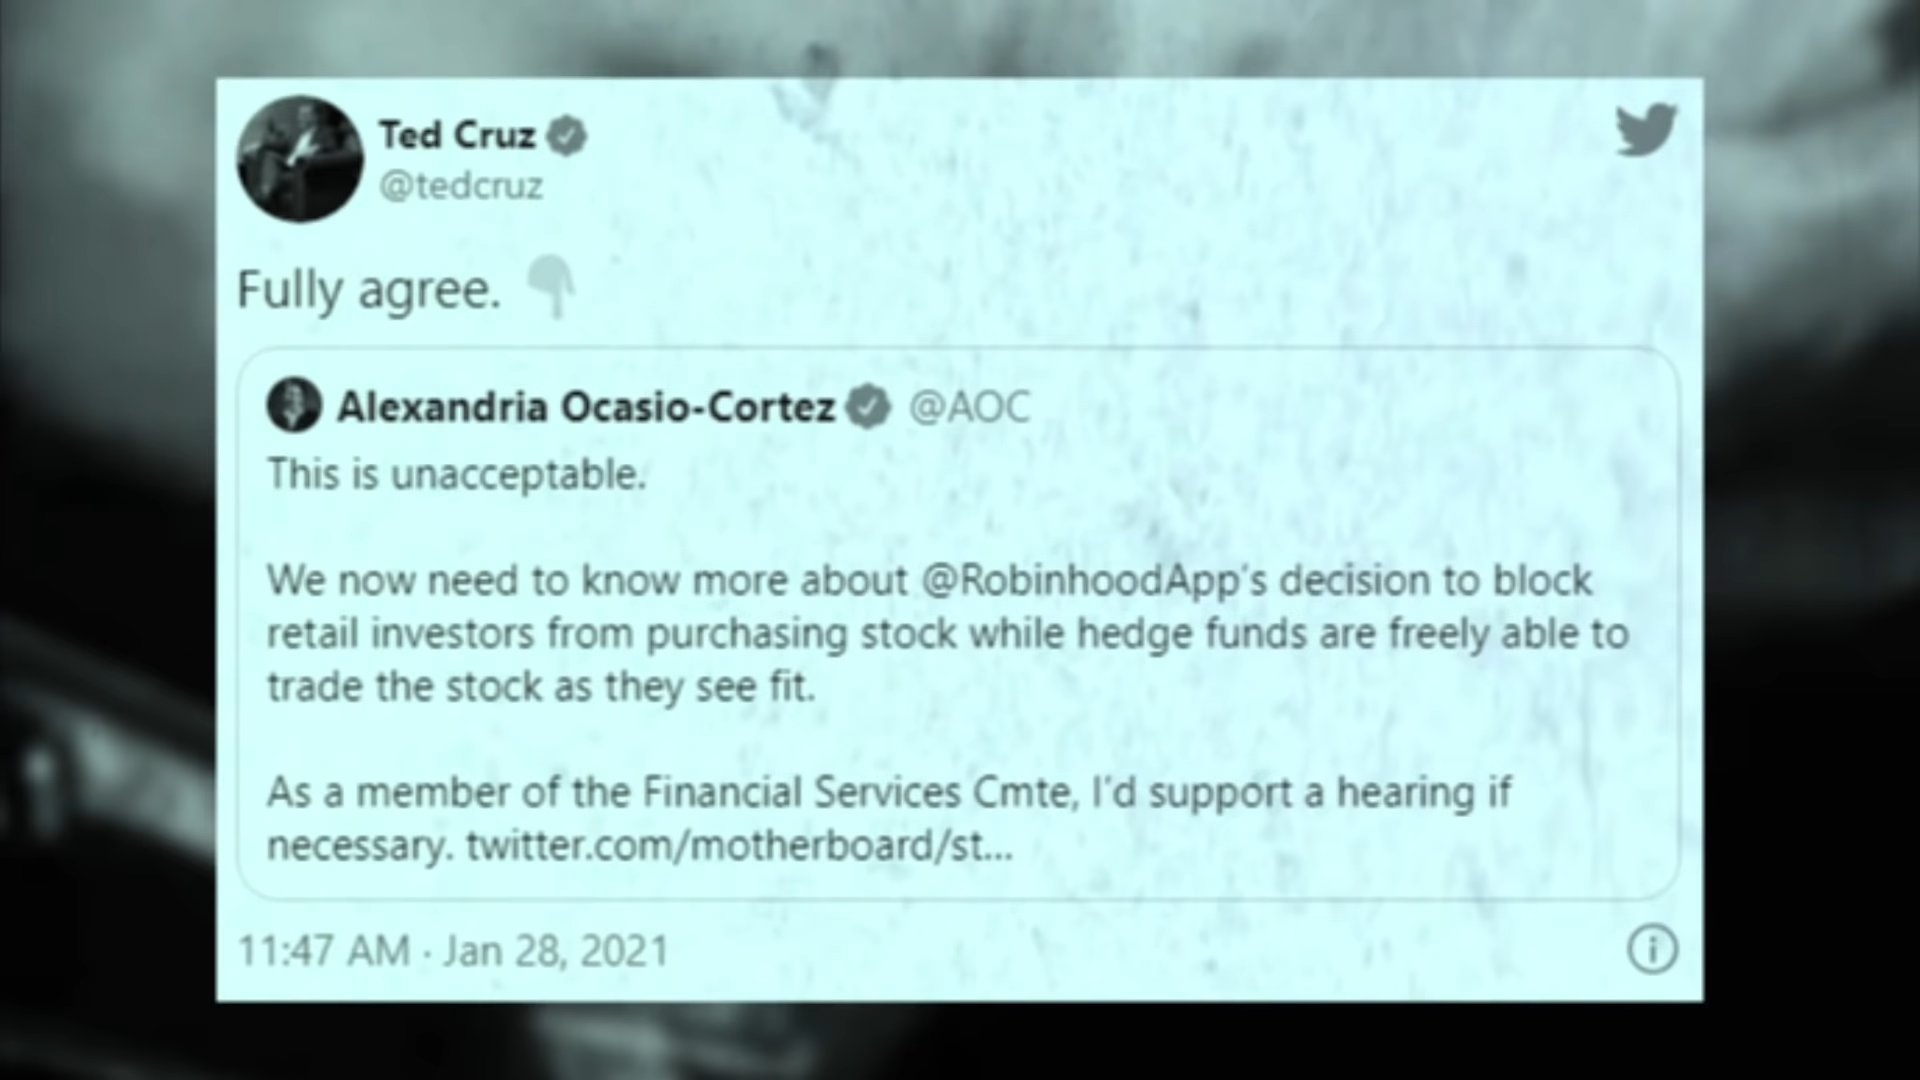 Ted Cruz
@tedcruz
Fully agree. 👇
Alexandria Ocasio-Cortez @AOC
This is unacceptable.
We now need to know more about @RobinhoodApp's decision to block
retail investors from purchasing stock while hedge funds are freely able to
trade the stock as they see fit.
As a member of the Financial Services Cmte, I'd support a hearing if
necessary. twitter.com/motherboard/st...
11:47 AM · Jan 28, 2021